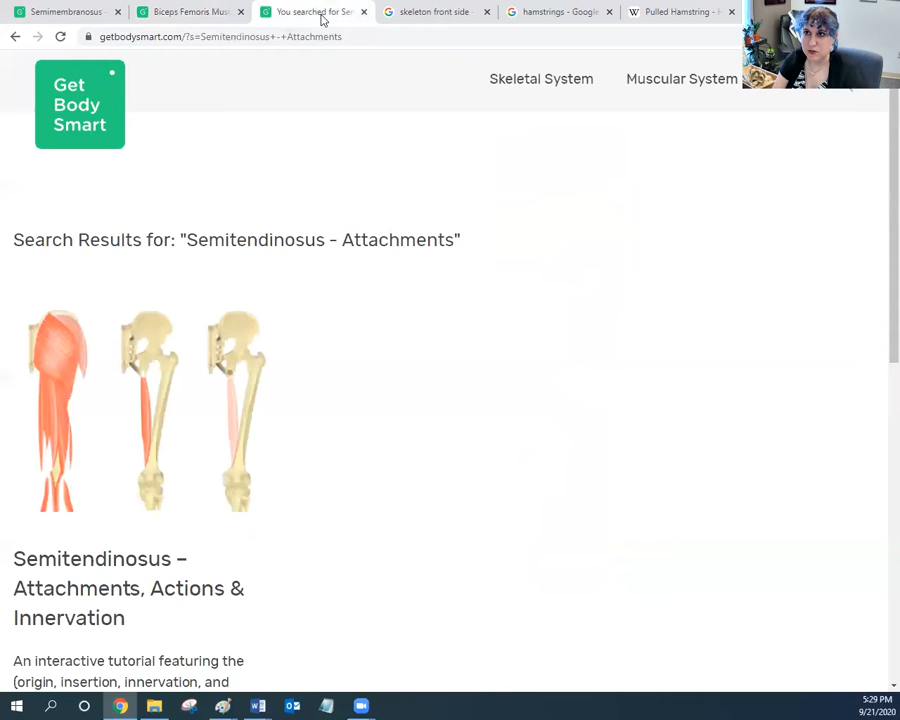 Semimembranosus
Biceps Femoris Mus
You searched for Se
skeleton front side -
hamstrings - Google
Pulled Hamstring -
getbodysmart.com/?s=Semitendinosus+-+Attachments
Get
Body
Smart
Skeletal System
Muscular System
Search Results for: "Semitendinosus - Attachments"
Semitendinosus –
Attachments, Actions &
Innervation
An interactive tutorial featuring the
(origin, insertion, innervation, and
5:29 PM
9/21/2020